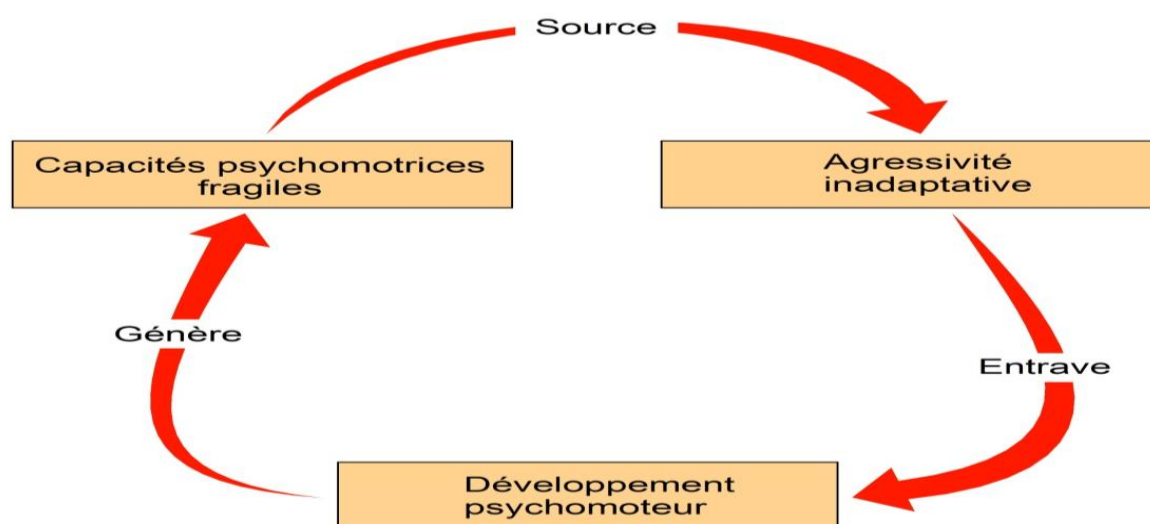 Source
Capacités psychomotrices
fragiles
Agressivité
inadaptative
Génère
Entrave
Développement
psychomoteur